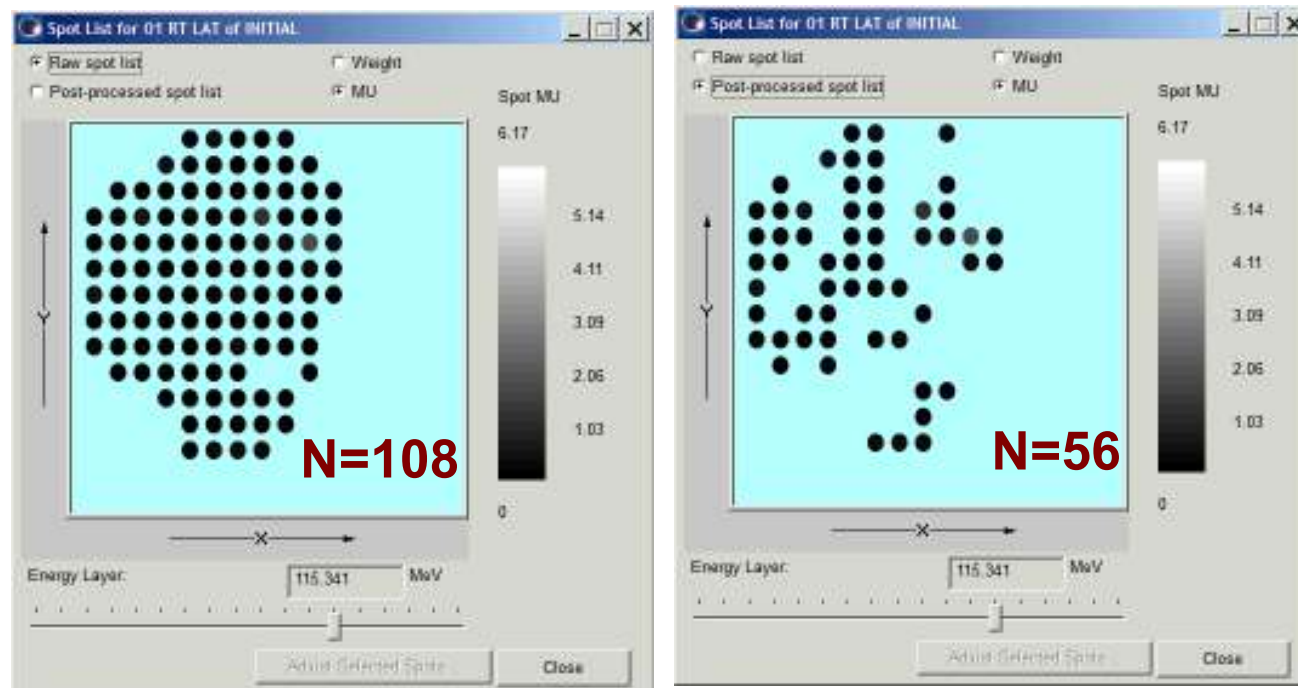 Spot List for 01 RT LAT of INITIAL
Raw spot list
Weight
Post-processed spot list
MU
Spot MU
6.17
5.14
4.11
3.09
2.06
1.03
0
Y
N=108
X
Energy Layer:
115.341
MeV
Adjust Selected Spots...
Close
Spot List for 01 RT LAT of INITIAL
Raw spot list
Weight
Post-processed spot list
MU
Spot MU
6.17
5.14
4.11
3.09
2.06
1.03
0
Y
N=56
X
Energy Layer:
115.341
MeV
Adjust Selected Spots...
Close